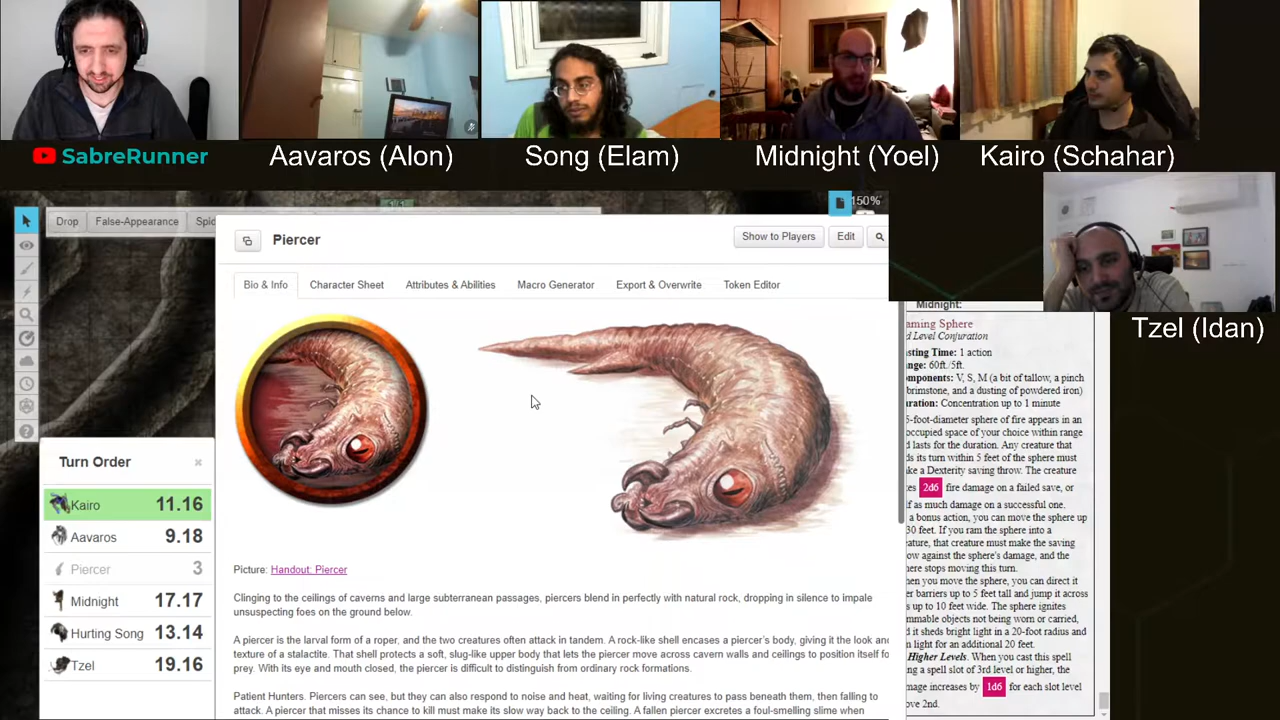 SabreRunner
Aavaros (Alon)
Song (Elam)
Midnight (Yoel)
Kairo (Schahar)
Tzel (Idan)
150%
Drop
False-Appearance
Piercer
Show to Players
Edit
Bio & Info
Character Sheet
Attributes & Abilities
Macro Generator
Export & Overwrite
Token Editor
Turn Order
×
Kairo 11.16
Aavaros 9.18
Piercer 3
Midnight 17.17
Hurting Song 13.14
Tzel 19.16
Picture: Handout: Piercer
Clinging to the ceilings of caverns and large subterranean passages, piercers blend in perfectly with natural rock, dropping in silence to impale
unsuspecting foes on the ground below.
A piercer is the larval form of a roper, and the two creatures often attack in tandem. A rock-like shell encases a piercer's body, giving it the look and
texture of a stalactite. That shell protects a soft, slug-like upper body that lets the piercer move across cavern walls and ceilings to position itself fo
prey. With its eye and mouth closed, the piercer is difficult to distinguish from ordinary rock formations.
Patient Hunters. Piercers can see, but they can also respond to noise and heat, waiting for living creatures to pass beneath them, then falling to
attack. A piercer that misses its chance to kill must make its slow way back to the ceiling. A fallen piercer excretes a foul-smelling slime when
Midnight:
aming Sphere
d Level Conjuration
sting Time: 1 action
nge: 60ft./5ft.
omponents: V, S, M (a bit of tallow, a pinch
brimstone, and a dusting of powdered iron)
uration: Concentration up to 1 minute
5-foot-diameter sphere of fire appears in an
occupied space of your choice within range
d lasts for the duration. Any creature that
ds its turn within 5 feet of the sphere must
ke a Dexterity saving throw. The creature
es 2d6 fire damage on a failed save, or
lf as much damage on a successful one.
a bonus action, you can move the sphere up
30 feet. If you ram the sphere into a
eature, that creature must make the saving
ow against the sphere's damage, and the
here stops moving this turn.
hen you move the sphere, you can direct it
er barriers up to 5 feet tall and jump it across
s up to 10 feet wide. The sphere ignites
mmable objects not being worn or carried,
d it sheds bright light in a 20-foot radius and
n light for an additional 20 feet.
Higher Levels. When you cast this spell
ng a spell slot of 3rd level or higher, the
mage increases by 1d6 for each slot level
ove 2nd.